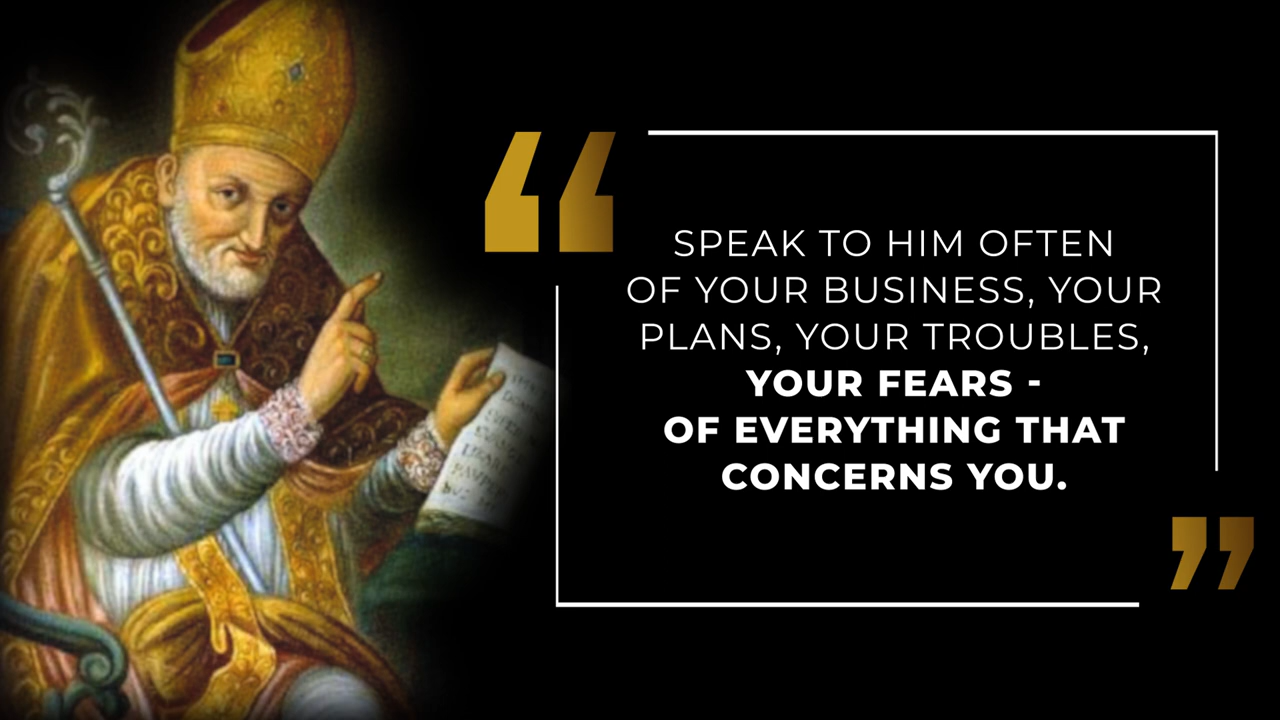 “
SPEAK TO HIM OFTEN
OF YOUR BUSINESS, YOUR
PLANS, YOUR TROUBLES,
YOUR FEARS -
OF EVERYTHING THAT
CONCERNS YOU.
”